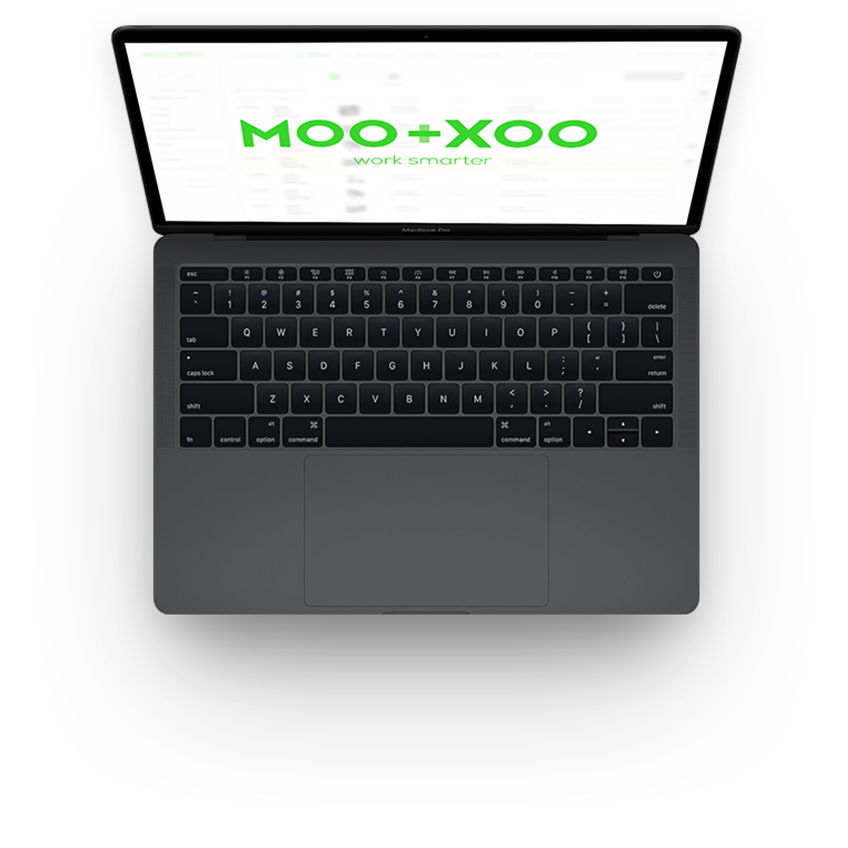 MOO+XOO
work smarter
MacBook Pro
esc F1 F2 F3 F4 F5 F6 F7 F8 F9 F10 F11 F12
~ ` ! 1 @ 2 # 3 $ 4 % 5 ^ 6 & 7 * 8 ( 9 ) 0 _ - + = delete
tab Q W E R T Y U I O P { [ } ] | \
caps lock A S D F G H J K L : ; " ' enter return
shift Z X C V B N M < , > . ? / shift
fn control alt option ⌘ command ⌘ command alt option